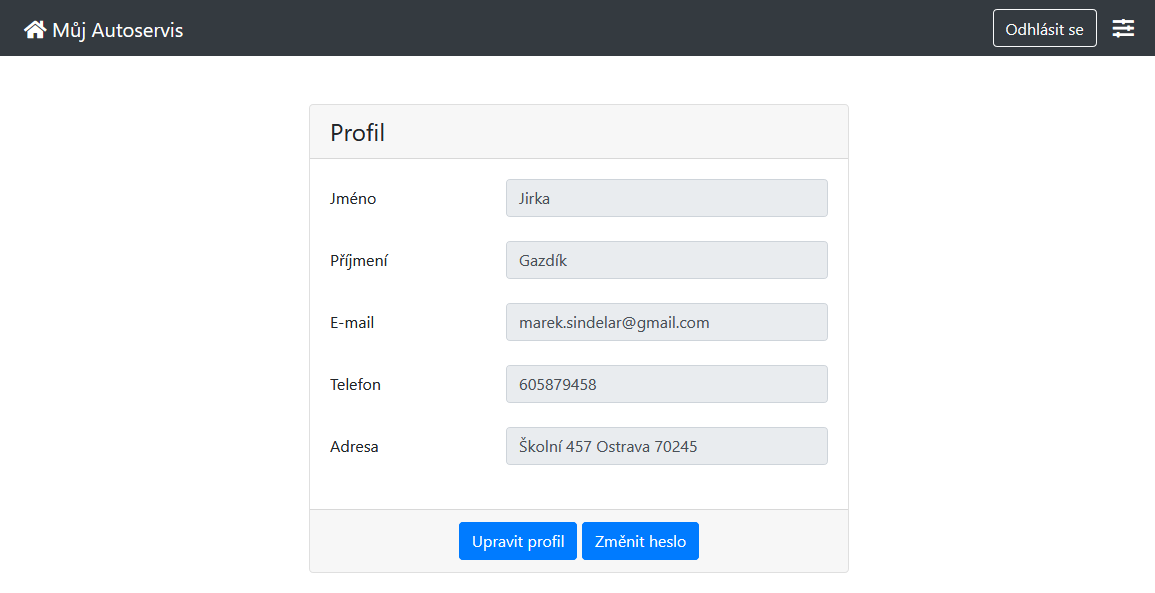 Můj Autoservis
Odhlásit se
Profil
Jméno
Jirka
Příjmení
Gazdík
E-mail
marek.sindelar@gmail.com
Telefon
605879458
Adresa
Školní 457 Ostrava 70245
Upravit profil
Změnit heslo